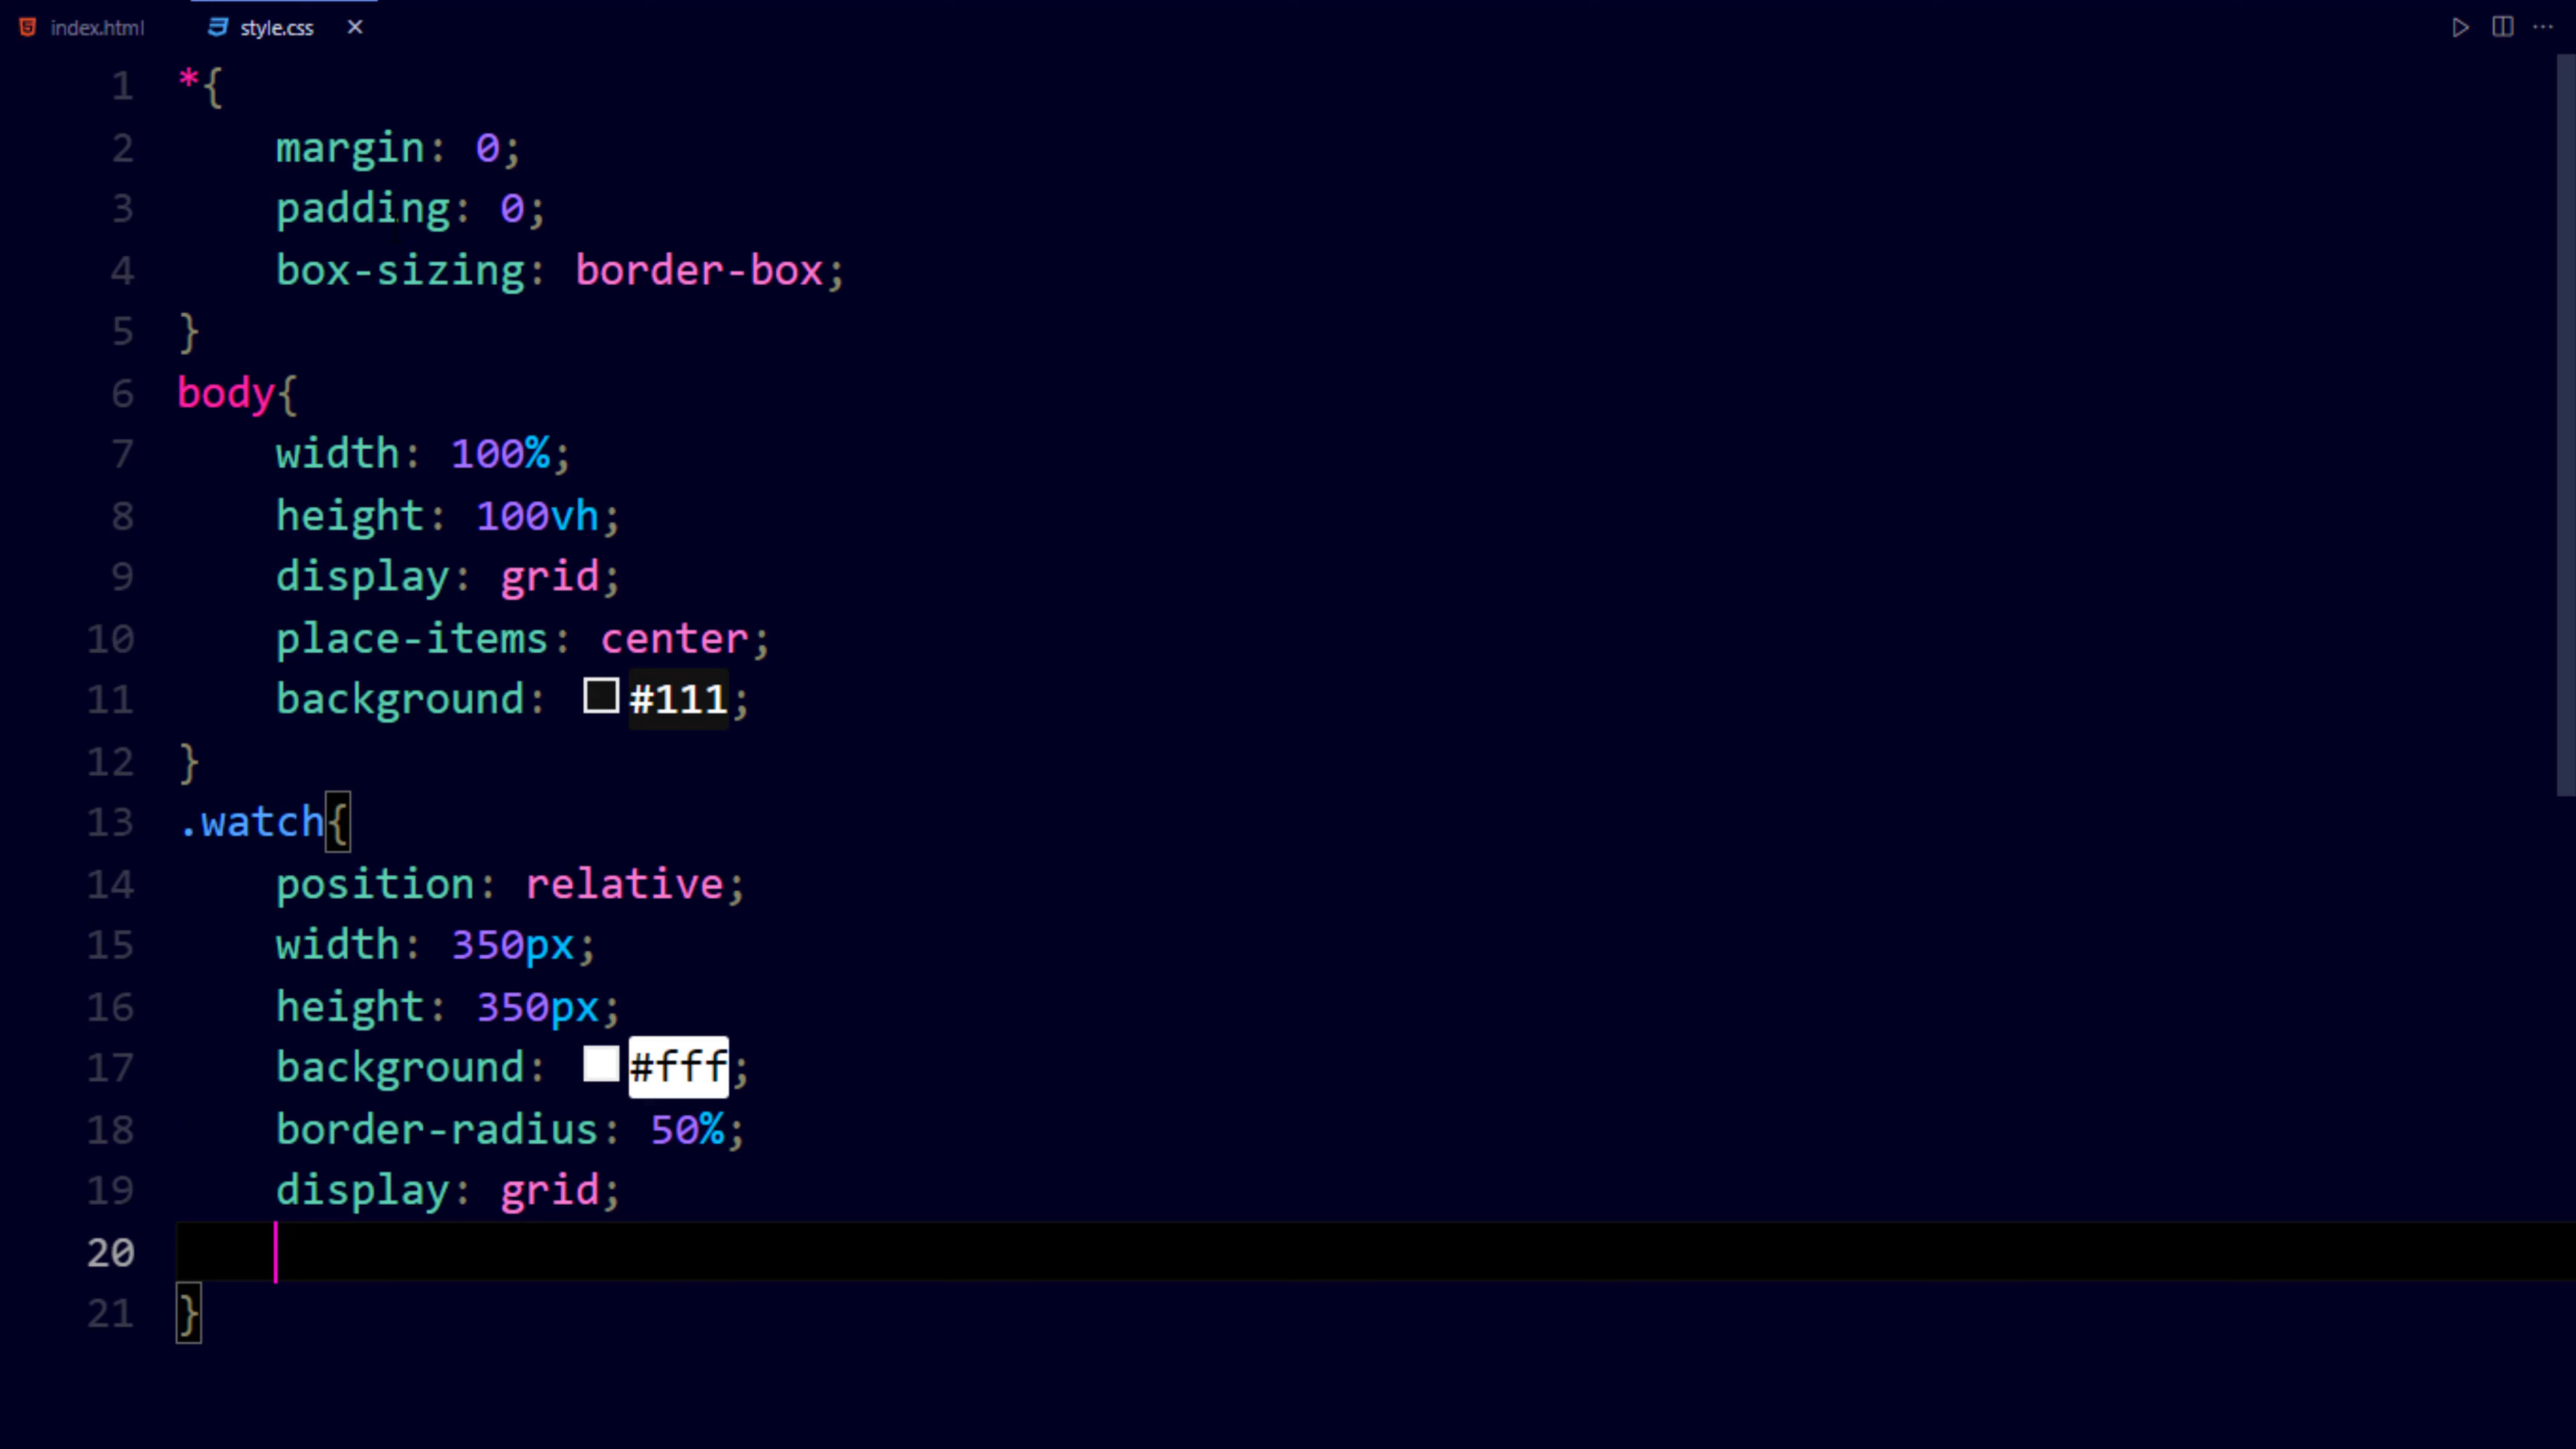 index.html style.css
1 *{
2 margin: 0;
3 padding: 0;
4 box-sizing: border-box;
5 }
6 body{
7 width: 100%;
8 height: 100vh;
9 display: grid;
10 place-items: center;
11 background: #111;
12 }
13 .watch{
14 position: relative;
15 width: 350px;
16 height: 350px;
17 background: #fff;
18 border-radius: 50%;
19 display: grid;
20
21 }